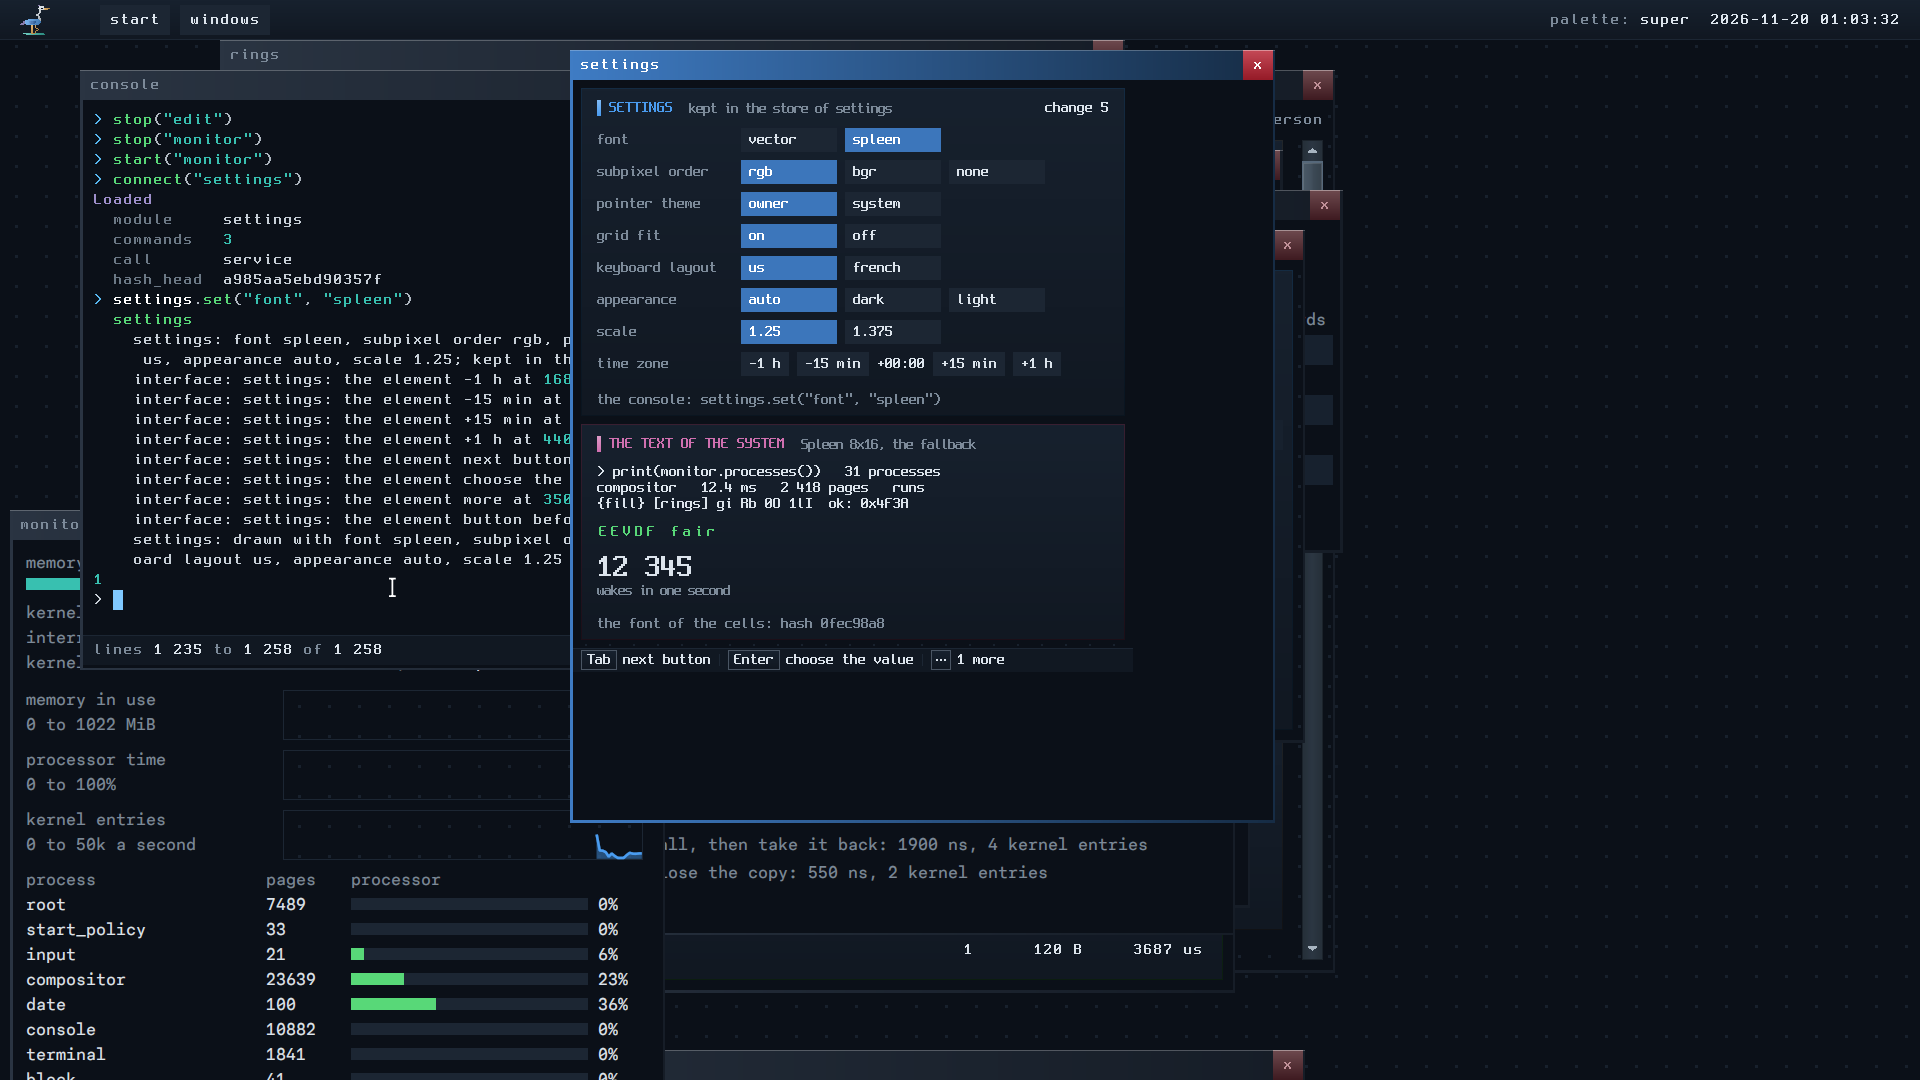 start windows palette: super 2026-11-20 01:03:32
rings
console
> stop("edit")
> stop("monitor")
> start("monitor")
> connect("settings")
Loaded
module settings
commands 3
call service
hash_head a985aa5ebd90357f
> settings.set("font", "spleen")
settings
settings: font spleen, subpixel order rgb, p
us, appearance auto, scale 1.25; kept in th
interface: settings: the element -1 h at 168
interface: settings: the element -15 min at
interface: settings: the element +15 min at
interface: settings: the element +1 h at 440
interface: settings: the element next button
interface: settings: the element choose the
interface: settings: the element more at 350
interface: settings: the element button befo
settings: drawn with font spleen, subpixel o
oard layout us, appearance auto, scale 1.25
1
>
lines 1 235 to 1 258 of 1 258
settings x
SETTINGS kept in the store of settings change 5
font vector spleen
subpixel order rgb bgr none
pointer theme owner system
grid fit on off
keyboard layout us french
appearance auto dark light
scale 1.25 1.375
time zone -1 h -15 min +00:00 +15 min +1 h
the console: settings.set("font", "spleen")
THE TEXT OF THE SYSTEM Spleen 8x16, the fallback
> print(monitor.processes()) 31 processes
compositor 12.4 ms 2 418 pages runs
{fill} [rings] gi Rb 0O 1lI ok: 0x4F3A
EEVDF fair
12 345
wakes in one second
the font of the cells: hash 0fec98a8
Tab next button Enter choose the value ... 1 more
x
erson
x
x
ds
monito
memory
kernel
inter
kernel
memory in use
0 to 1022 MiB
processor time
0 to 100%
kernel entries
0 to 50k a second
process pages processor
root 7489 0%
start_policy 33 0%
input 21 6%
compositor 23639 23%
date 100 36%
console 10882 0%
terminal 1841 0%
block 41 0%
all, then take it back: 1900 ns, 4 kernel entries
lose the copy: 550 ns, 2 kernel entries
1 120 B 3687 us
x